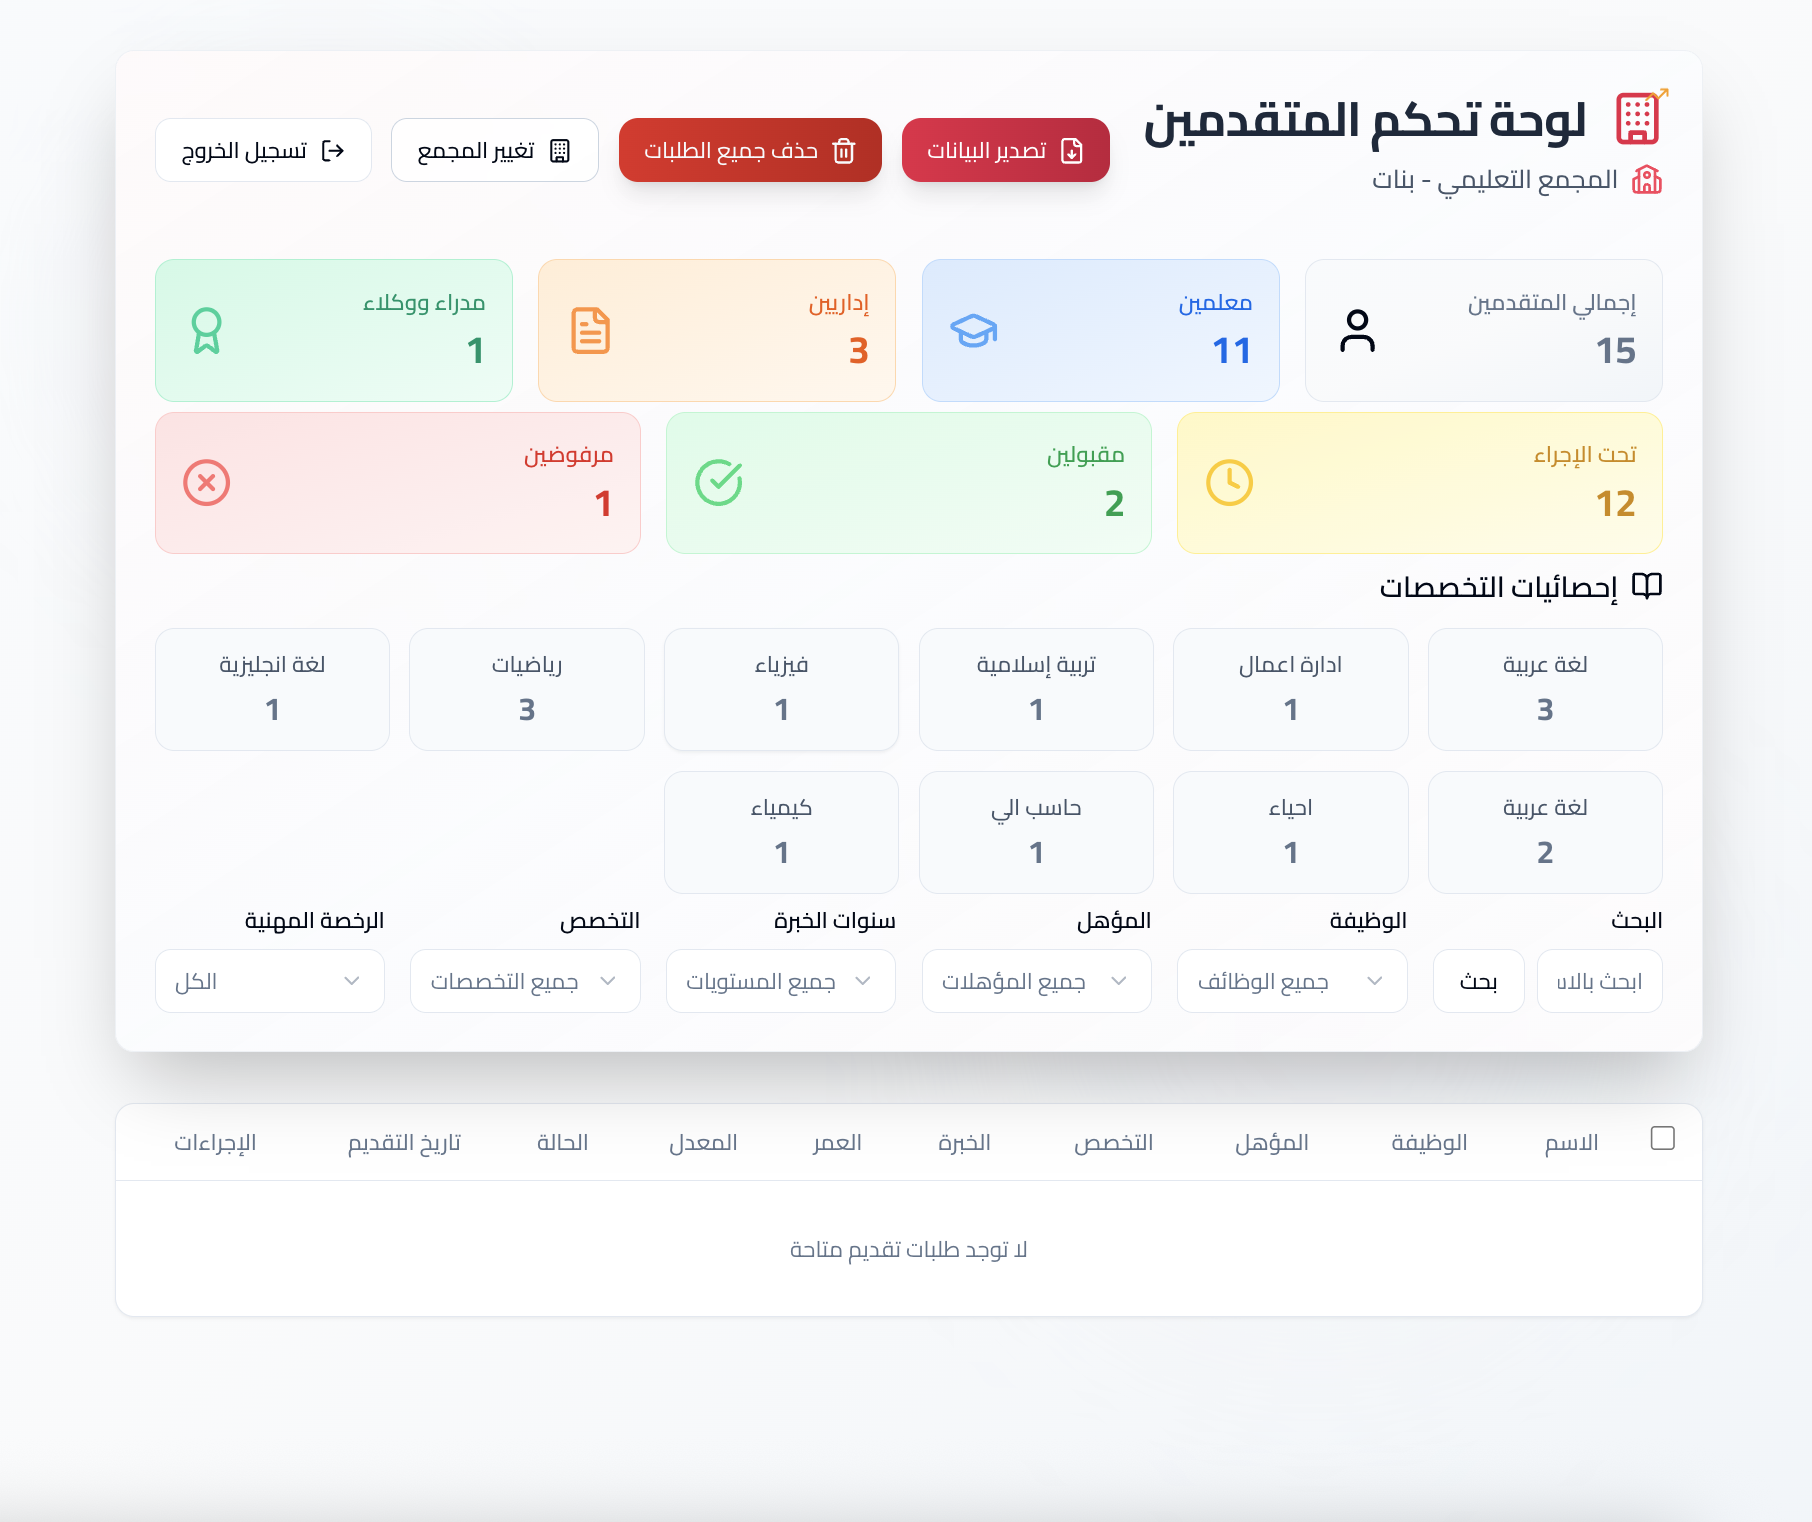 لوحة تحكم المتقدمين
المجمع التعليمي - بنات
تصدير البيانات
حذف جميع الطلبات
تغيير المجمع
تسجيل الخروج
إجمالي المتقدمين
15
معلمين
11
إداريين
3
مدراء ووكلاء
1
تحت الإجراء
12
مقبولين
2
مرفوضين
1
إحصائيات التخصصات
لغة عربية
3
ادارة اعمال
1
تربية إسلامية
1
فيزياء
1
رياضيات
3
لغة انجليزية
1
لغة عربية
2
احياء
1
حاسب الي
1
كيمياء
1
البحث
ابحث بالاس
بحث
الوظيفة
جميع الوظائف
المؤهل
جميع المؤهلات
سنوات الخبرة
جميع المستويات
التخصص
جميع التخصصات
الرخصة المهنية
الكل
الاسم الوظيفة المؤهل التخصص الخبرة العمر المعدل الحالة تاريخ التقديم الإجراءات
لا توجد طلبات تقديم متاحة